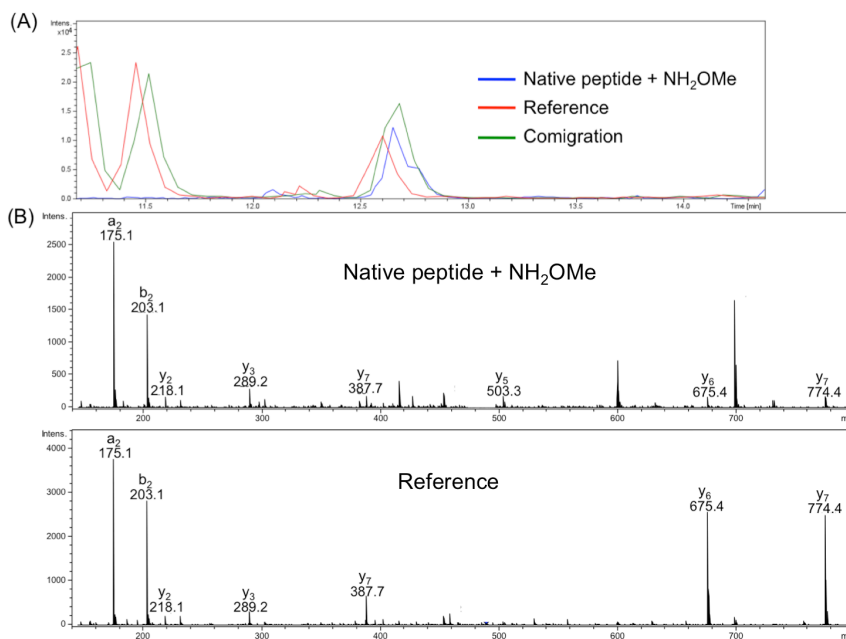 (A)
Intens.
x10⁴
2.5
2.0
1.5
1.0
0.5
0.0
Native peptide + NH₂OMe
Reference
Comigration
11.5
12.0
12.5
13.0
13.5
14.0
Time [min]
(B)
Intens.
2500
2000
1500
1000
500
0
Native peptide + NH₂OMe
a₂
175.1
b₂
203.1
y₂
218.1
y₃
289.2
y₇
387.7
y₅
503.3
y₆
675.4
y₇
774.4
200
300
400
500
600
700
m
Intens.
4000
3000
2000
1000
0
Reference
a₂
175.1
b₂
203.1
y₂
218.1
y₃
289.2
y₇
387.7
y₆
675.4
y₇
774.4
200
300
400
500
600
700
m